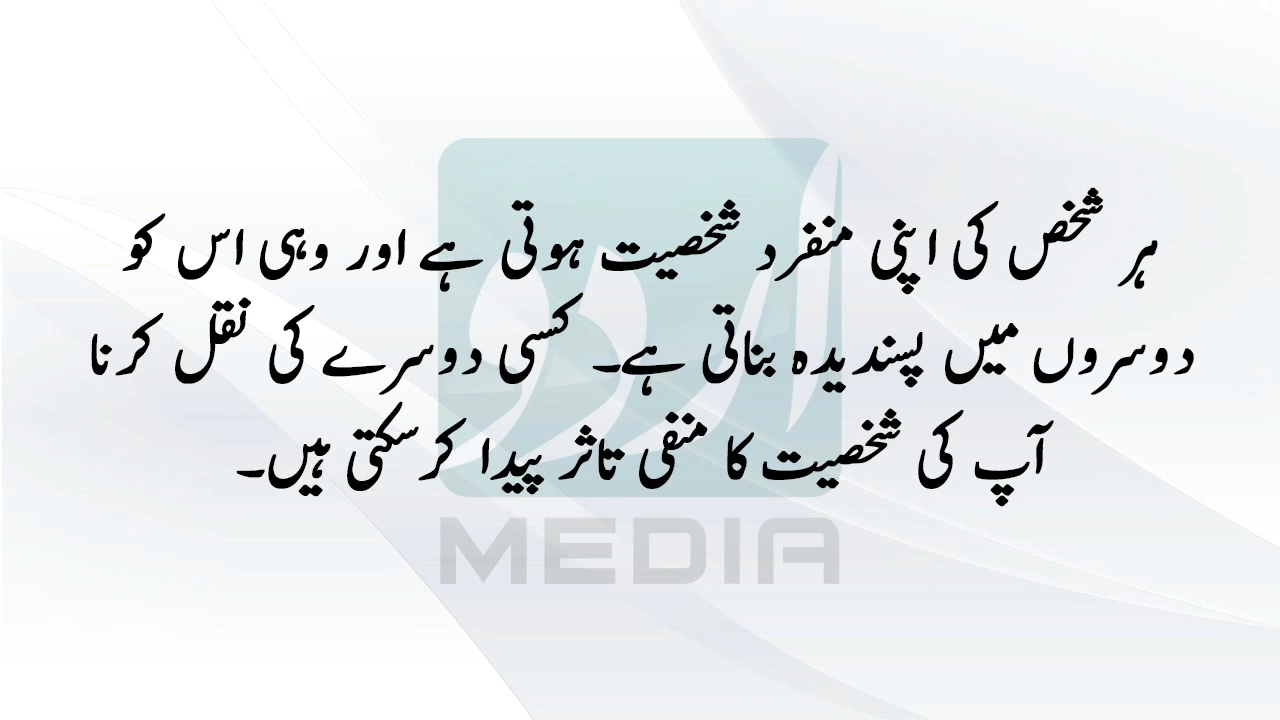 ہر شخص کی اپنی منفرد شخصیت ہوتی ہے اور وہی اس کو
دوسروں میں پسندیدہ بناتی ہے۔ کسی دوسرے کی نقل کرنا
آپ کی شخصیت کا منفی تاثر پیدا کر سکتی ہیں۔
اردو
MEDIA